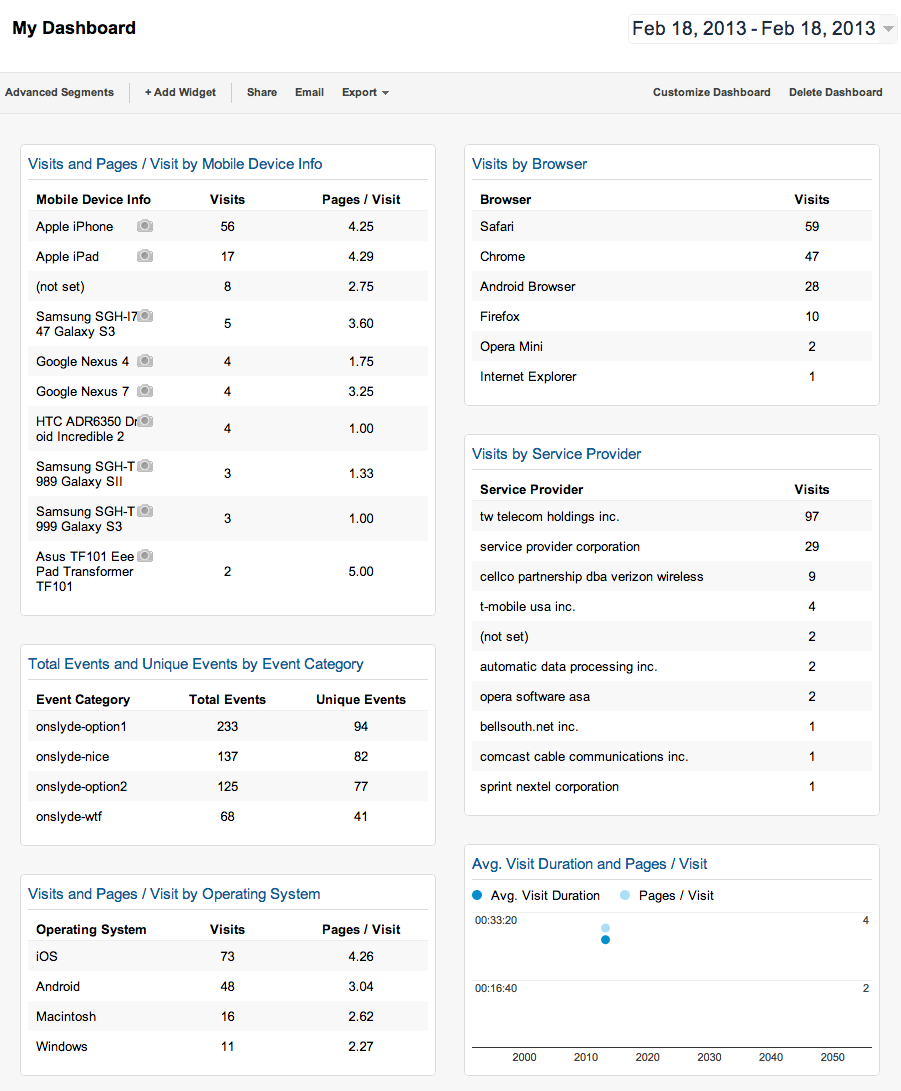 My Dashboard
Feb 18, 2013 - Feb 18, 2013
Advanced Segments
+ Add Widget
Share
Email
Export
Customize Dashboard
Delete Dashboard
Visits and Pages / Visit by Mobile Device Info
Mobile Device Info Visits Pages / Visit
Apple iPhone 56 4.25
Apple iPad 17 4.29
(not set) 8 2.75
Samsung SGH-I7
47 Galaxy S3 5 3.60
Google Nexus 4 4 1.75
Google Nexus 7 4 3.25
HTC ADR6350 Dr
oid Incredible 2 4 1.00
Samsung SGH-T
989 Galaxy SII 3 1.33
Samsung SGH-T
999 Galaxy S3 3 1.00
Asus TF101 Eee
Pad Transformer 2 5.00
TF101
Total Events and Unique Events by Event Category
Event Category Total Events Unique Events
onslyde-option1 233 94
onslyde-nice 137 82
onslyde-option2 125 77
onslyde-wtf 68 41
Visits and Pages / Visit by Operating System
Operating System Visits Pages / Visit
iOS 73 4.26
Android 48 3.04
Macintosh 16 2.62
Windows 11 2.27
Visits by Browser
Browser Visits
Safari 59
Chrome 47
Android Browser 28
Firefox 10
Opera Mini 2
Internet Explorer 1
Visits by Service Provider
Service Provider Visits
tw telecom holdings inc. 97
service provider corporation 29
cellco partnership dba verizon wireless 9
t-mobile usa inc. 4
(not set) 2
automatic data processing inc. 2
opera software asa 2
bellsouth.net inc. 1
comcast cable communications inc. 1
sprint nextel corporation 1
Avg. Visit Duration and Pages / Visit
Avg. Visit Duration Pages / Visit
00:33:20 4
00:16:40 2
2000 2010 2020 2030 2040 2050